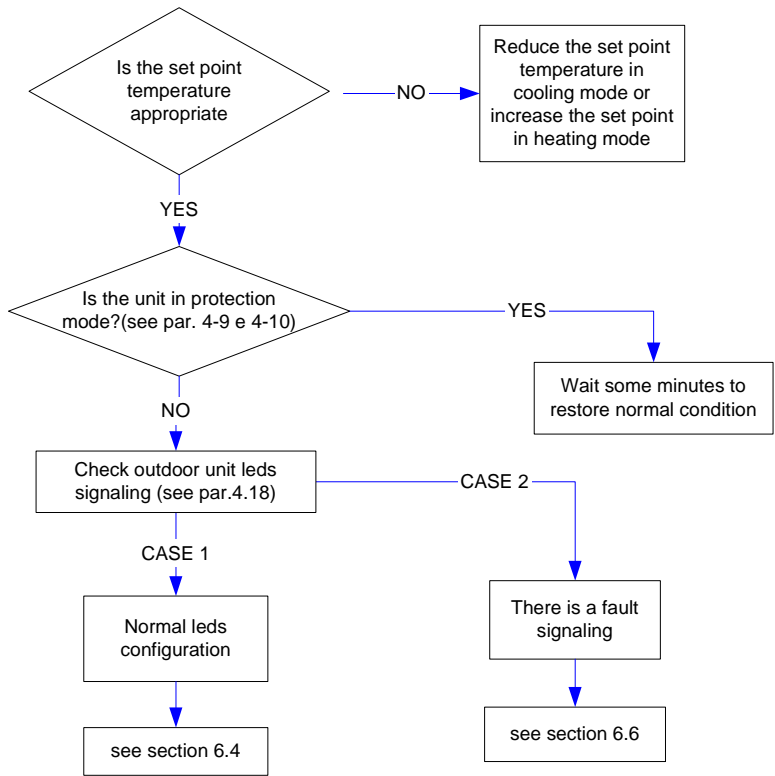 Is the set point
temperature
appropriate
NO
Reduce the set point
temperature in
cooling mode or
increase the set point
in heating mode
YES
Is the unit in protection
mode?(see par. 4-9 e 4-10)
YES
Wait some minutes to
restore normal condition
NO
Check outdoor unit leds
signaling (see par.4.18)
CASE 2
CASE 1
Normal leds
configuration
There is a fault
signaling
see section 6.4
see section 6.6